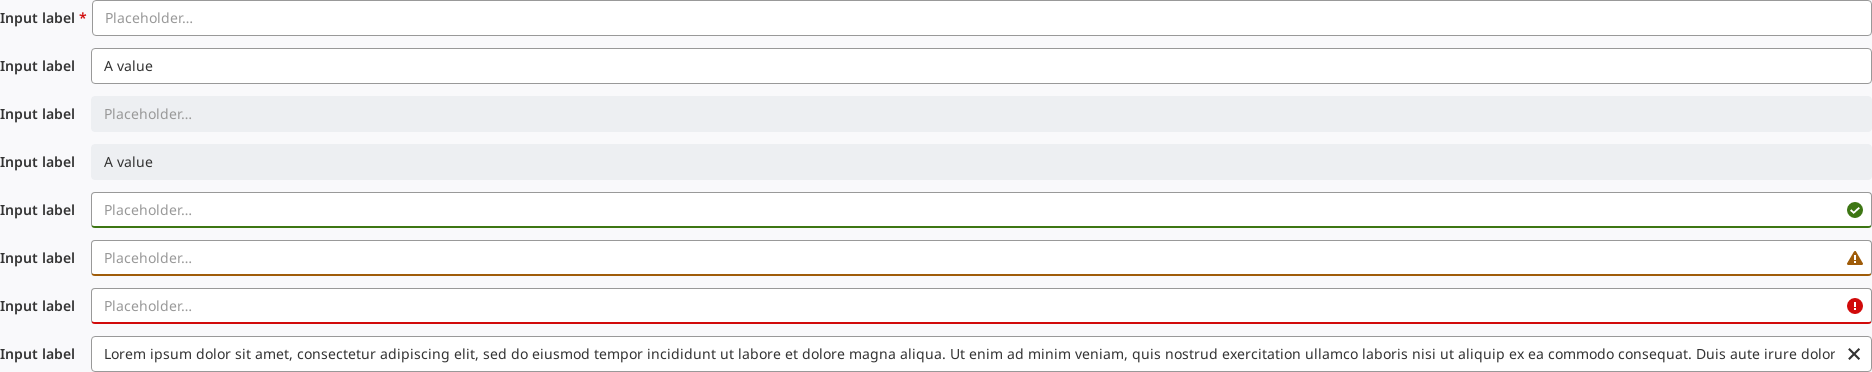 Input label * Placeholder...
Input label A value
Input label Placeholder...
Input label A value
Input label Placeholder...
Input label Placeholder...
Input label Placeholder...
Input label Lorem ipsum dolor sit amet, consectetur adipiscing elit, sed do eiusmod tempor incididunt ut labore et dolore magna aliqua. Ut enim ad minim veniam, quis nostrud exercitation ullamco laboris nisi ut aliquip ex ea commodo consequat. Duis aute irure dolor